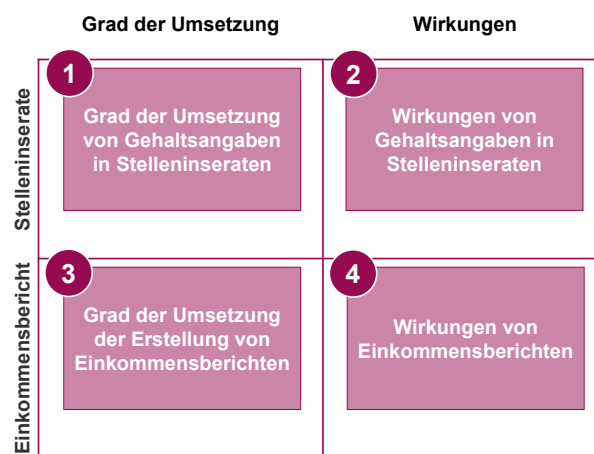 Grad der Umsetzung
Wirkungen
Stelleninserate
1
Grad der Umsetzung
von Gehaltsangaben
in Stelleninseraten
2
Wirkungen von
Gehaltsangaben in
Stelleninseraten
Einkommensbericht
3
Grad der Umsetzung
der Erstellung von
Einkommensberichten
4
Wirkungen von
Einkommensberichten